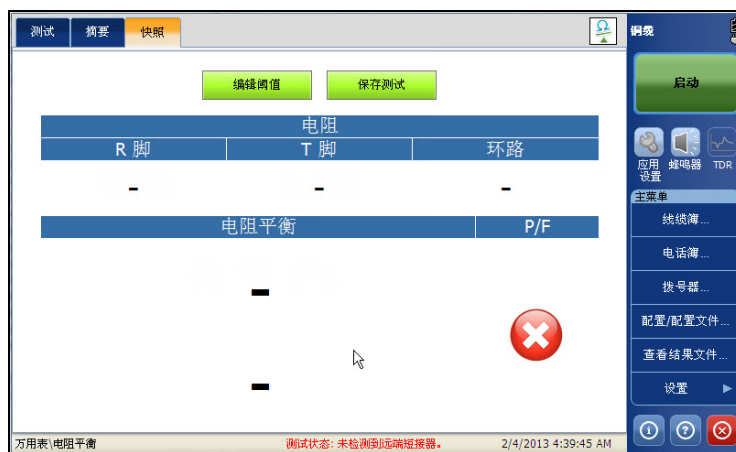 测试 摘要 快照
铜缆
编辑阈值 保存测试
启动
电阻
R 脚 T 脚 环路
- - -
应用设置 蜂鸣器 TDR
主菜单
电阻平衡 P/F
-
-
线缆簿...
电话簿...
拨号器...
配置/配置文件...
查看结果文件...
设置
万用表\电阻平衡 测试状态: 未检测到远端短接器。 2/4/2013 4:39:45 AM